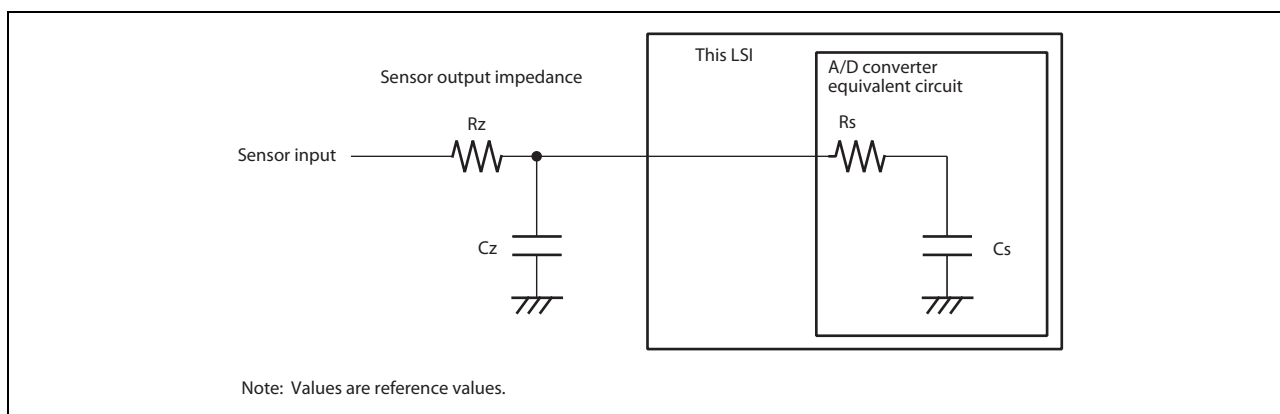 This LSI
A/D converter
equivalent circuit
Sensor output impedance
Rz
Rs
Sensor input
Cz
Cs
Note: Values are reference values.